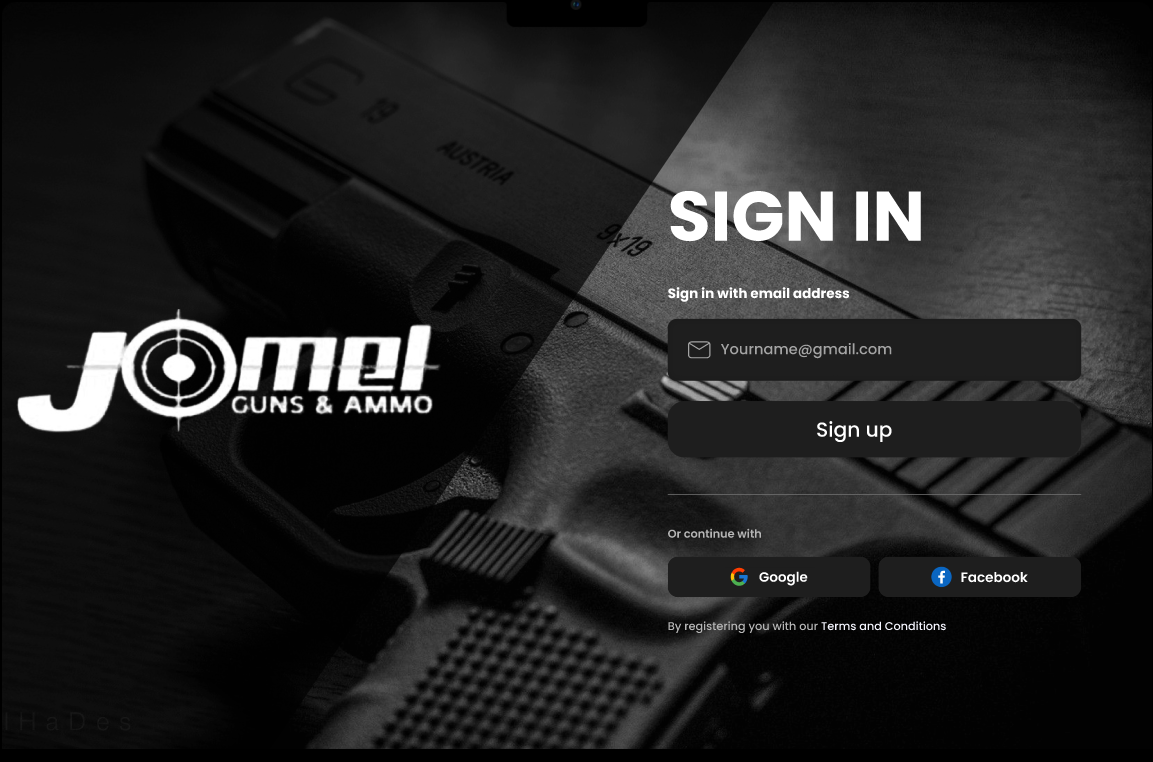 G
19
AUSTRIA
9x19
SIGN IN
Sign in with email address
Yourname@gmail.com
Jomel
GUNS & AMMO
Sign up
Or continue with
Google
Facebook
By registering you with our Terms and Conditions
IHaDes